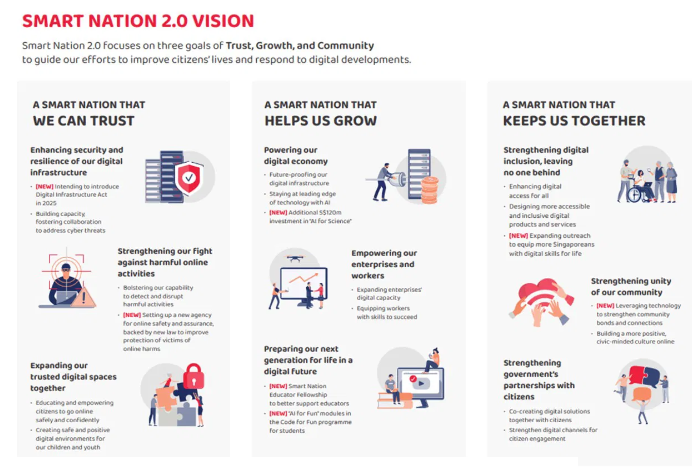 SMART NATION 2.0 VISION
Smart Nation 2.0 focuses on three goals of Trust, Growth, and Community
to guide our efforts to improve citizens' lives and respond to digital developments.
A SMART NATION THAT
WE CAN TRUST
Enhancing security and
resilience of our digital
infrastructure
• [NEW] Intending to introduce
Digital Infrastructure Act
in 2025
• Building capacity,
fostering collaboration
to address cyber threats
Strengthening our fight
against harmful online
activities
• Bolstering our capability
to detect and disrupt
harmful activities
• [NEW] Setting up a new agency
for online safety and assurance,
backed by new law to improve
protection of victims of
online harms
Expanding our
trusted digital spaces
together
• Educating and empowering
citizens to go online
safely and confidently
• Creating safe and positive
digital environments for
our children and youth
A SMART NATION THAT
HELPS US GROW
Powering our
digital economy
• Future-proofing our
digital infrastructure
• Staying at leading edge
of technology with AI
• [NEW] Additional S$120m
investment in "AI for Science"
Empowering our
enterprises and
workers
• Expanding enterprises'
digital capacity
• Equipping workers
with skills to succeed
Preparing our next
generation for life in a
digital future
• [NEW] Smart Nation
Educator Fellowship
to better support educators
• [NEW] "AI for Fun" modules in
the Code for Fun programme
for students
A SMART NATION THAT
KEEPS US TOGETHER
Strengthening digital
inclusion, leaving
no one behind
• Enhancing digital
access for all
• Designing more accessible
and inclusive digital
products and services
• [NEW] Expanding outreach
to equip more Singaporeans
with digital skills for life
Strengthening unity
of our community
• [NEW] Leveraging technology
to strengthen community
bonds and connections
• Building a more positive,
civic-minded culture online
Strengthening
government's
partnerships with
citizens
• Co-creating digital solutions
together with citizens
• Strengthen digital channels for
citizen engagement